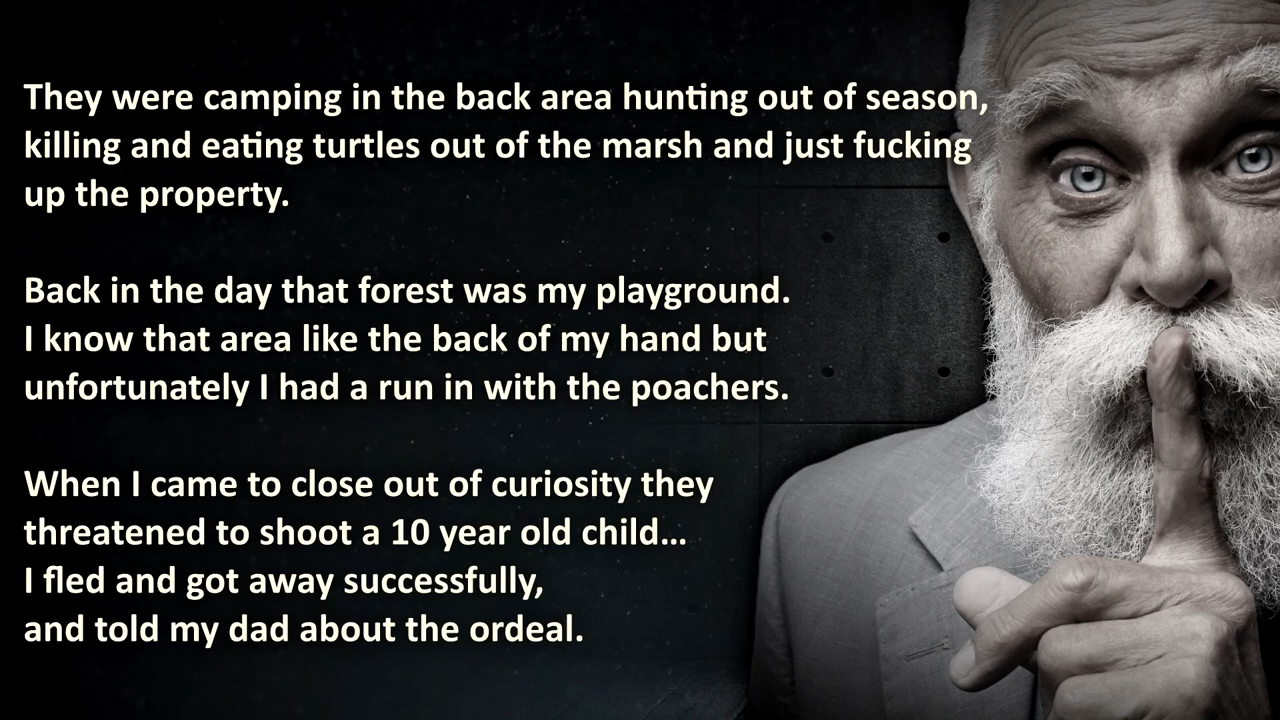 They were camping in the back area hunting out of season,
killing and eating turtles out of the marsh and just fucking
up the property.
Back in the day that forest was my playground.
I know that area like the back of my hand but
unfortunately I had a run in with the poachers.
When I came to close out of curiosity they
threatened to shoot a 10 year old child...
I fled and got away successfully,
and told my dad about the ordeal.